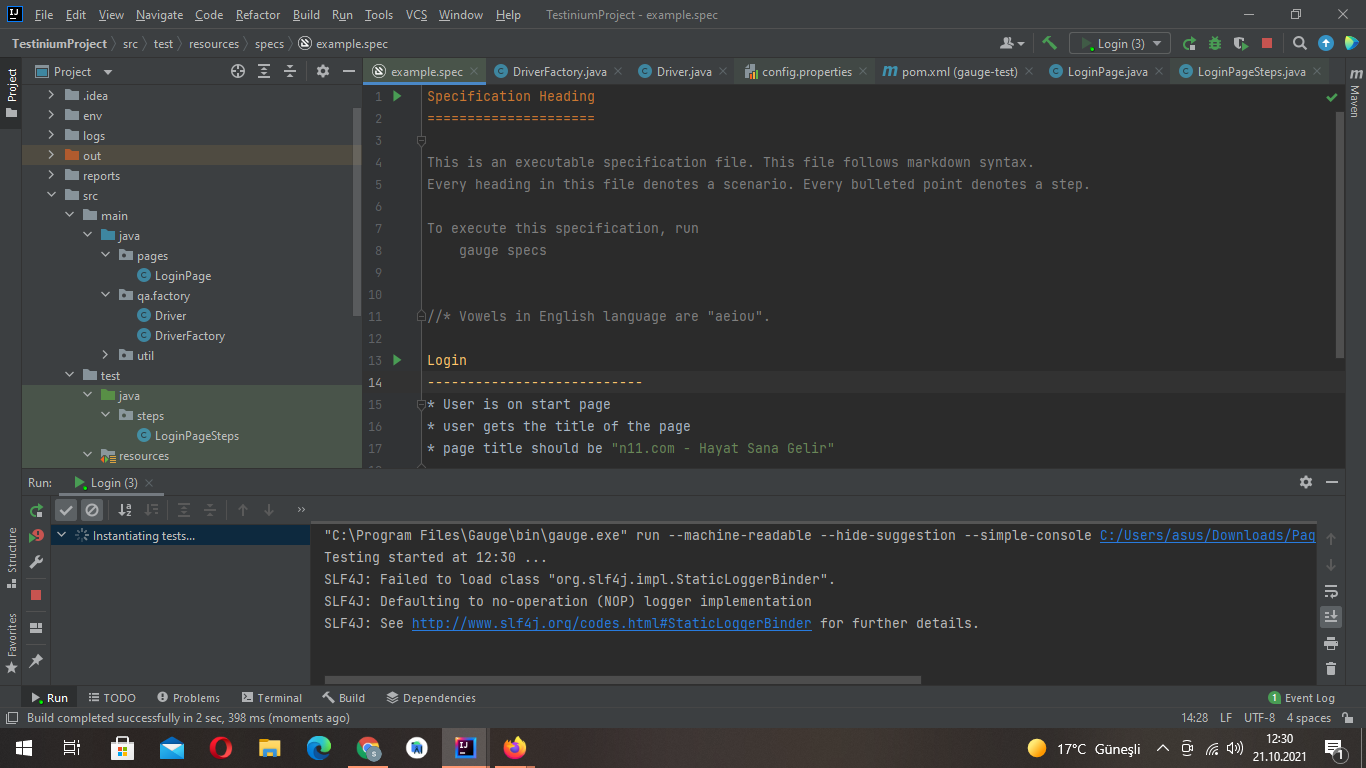 File Edit View Navigate Code Refactor Build Run Tools VCS Window Help TestiniumProject - example.spec
TestiniumProject src test resources specs example.spec Login (3)
Project example.spec DriverFactory.java Driver.java config.properties pom.xml (gauge-test) LoginPage.java LoginPageSteps.java
Project
Maven
Structure
Favorites
.idea
env
logs
out
reports
src
main
java
pages
LoginPage
qa.factory
Driver
DriverFactory
util
test
java
steps
LoginPageSteps
resources
1 Specification Heading
2 =====================
3
4 This is an executable specification file. This file follows markdown syntax.
5 Every heading in this file denotes a scenario. Every bulleted point denotes a step.
6
7 To execute this specification, run
8 gauge specs
9
10
11 //* Vowels in English language are "aeiou".
12
13 Login
14 ---------------------------
15 * User is on start page
16 * user gets the title of the page
17 * page title should be "n11.com - Hayat Sana Gelir"
Run: Login (3)
Instantiating tests...
"C:\Program Files\Gauge\bin\gauge.exe" run --machine-readable --hide-suggestion --simple-console C:/Users/asus/Downloads/Pag
Testing started at 12:30 ...
SLF4J: Failed to load class "org.slf4j.impl.StaticLoggerBinder".
SLF4J: Defaulting to no-operation (NOP) logger implementation
SLF4J: See http://www.slf4j.org/codes.html#StaticLoggerBinder for further details.
Run TODO Problems Terminal Build Dependencies 1 Event Log
Build completed successfully in 2 sec, 398 ms (moments ago) 14:28 LF UTF-8 4 spaces
17°C Güneşli 12:30
21.10.2021 1